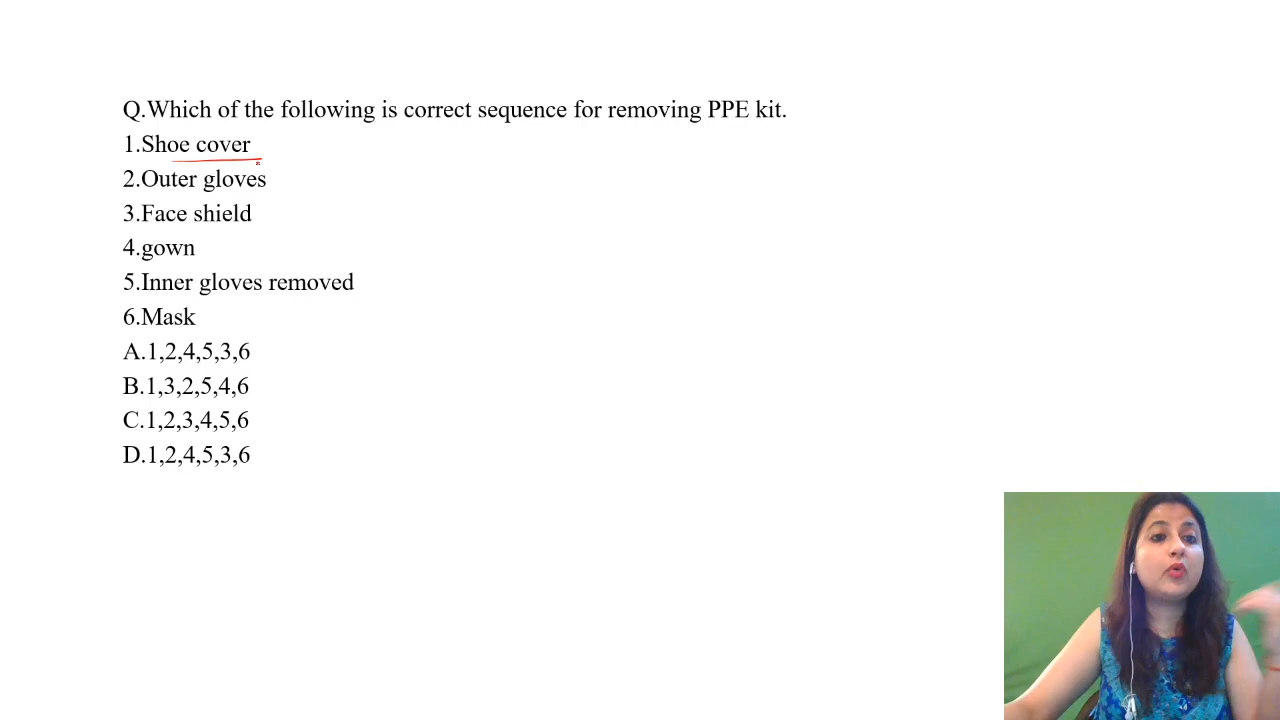 Q.Which of the following is correct sequence for removing PPE kit.
1.Shoe cover
2.Outer gloves
3.Face shield
4.gown
5.Inner gloves removed
6.Mask
A.1,2,4,5,3,6
B.1,3,2,5,4,6
C.1,2,3,4,5,6
D.1,2,4,5,3,6